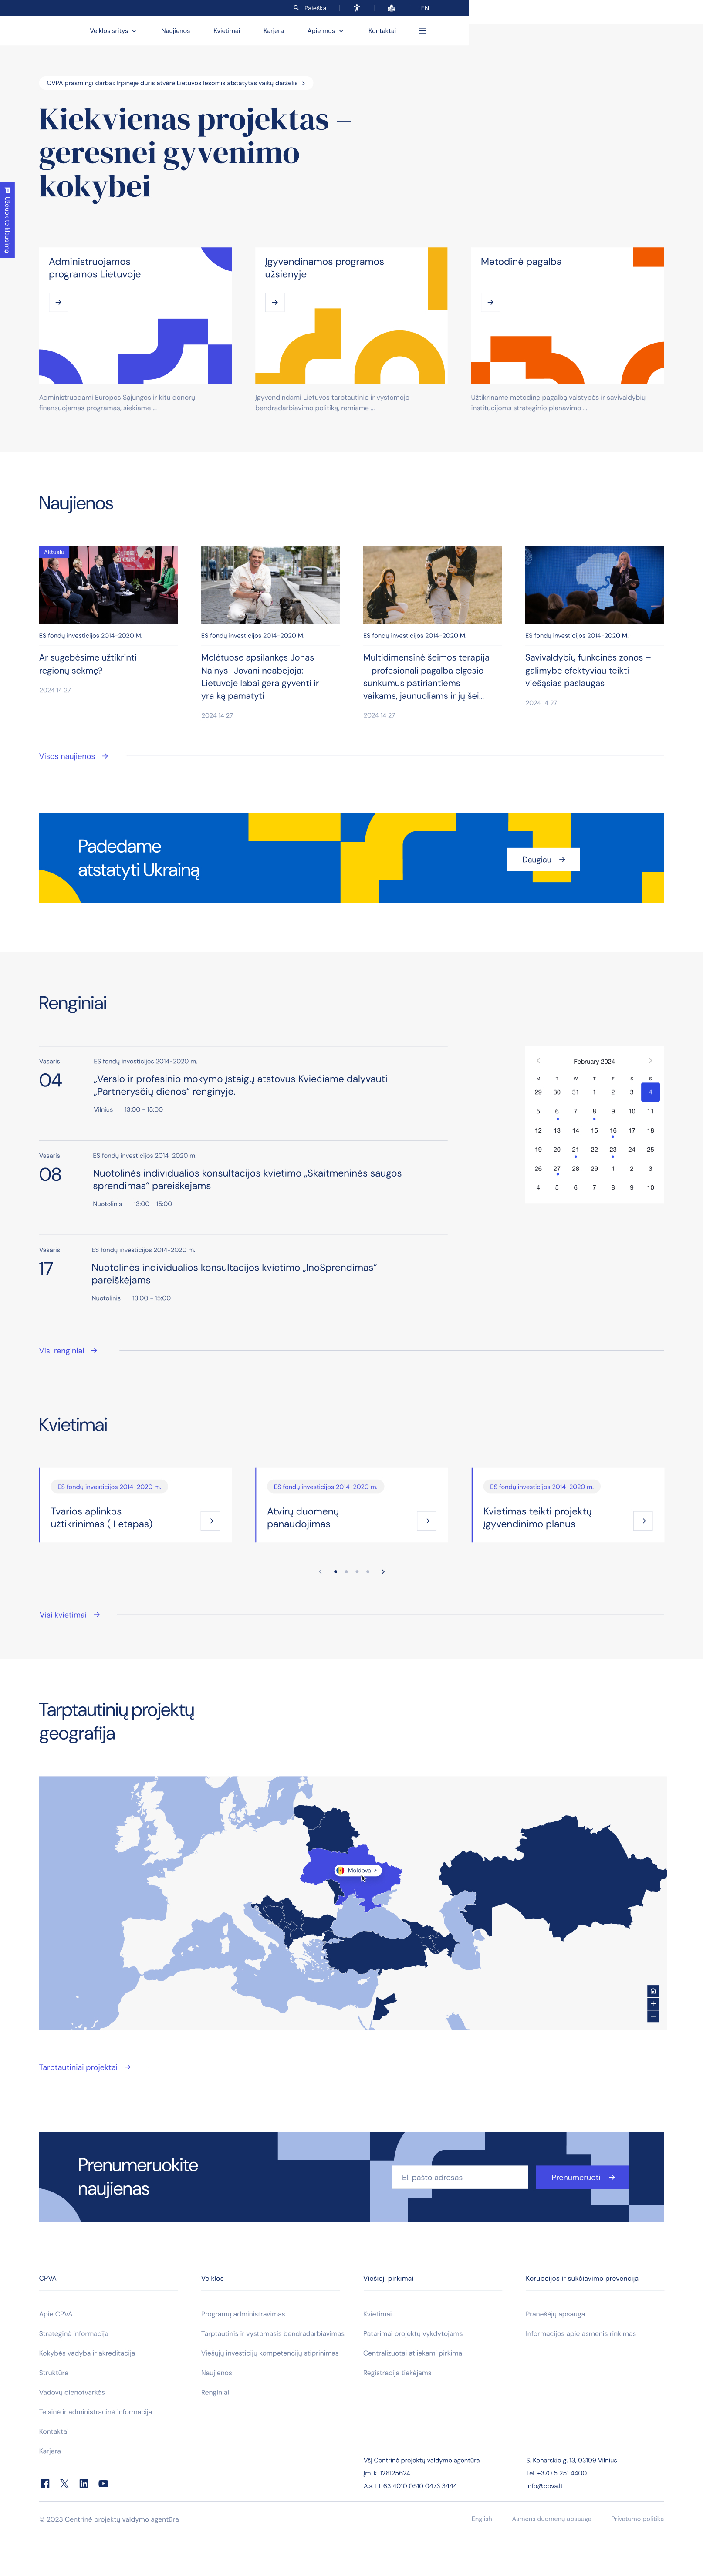 Paieška
EN
Veiklos sritys
Naujienos
Kvietimai
Karjera
Apie mus
Kontaktai
CVPA prasmingi darbai: Irpinėje duris atvėrė Lietuvos lėšomis atstatytas vaikų darželis
Kiekvienas projektas –
geresnei gyvenimo
kokybei
Užduokite klausimą
Administruojamos
programos Lietuvoje
Įgyvendinamos programos
užsienyje
Metodinė pagalba
Administruodami Europos Sąjungos ir kitų donorų
finansuojamas programas, siekiame ...
Įgyvendindami Lietuvos tarptautinio ir vystomojo
bendradarbiavimo politiką, remiame ...
Užtikriname metodinę pagalbą valstybės ir savivaldybių
institucijoms strateginio planavimo ...
Naujienos
Aktualu
ES fondų investicijos 2014-2020 M.
Ar sugebėsime užtikrinti
regionų sėkmę?
2024 14 27
ES fondų investicijos 2014-2020 M.
Molėtuose apsilankęs Jonas
Nainys–Jovani neabejoja:
Lietuvoje labai gera gyventi ir
yra ką pamatyti
2024 14 27
ES fondų investicijos 2014-2020 M.
Multidimensinė šeimos terapija
– profesionali pagalba elgesio
sunkumus patiriantiems
vaikams, jaunuoliams ir jų šei...
2024 14 27
ES fondų investicijos 2014-2020 M.
Savivaldybių funkcinės zonos –
galimybė efektyviau teikti
viešąsias paslaugas
2024 14 27
Visos naujienos
Padedame
atstatyti Ukrainą
Daugiau
Renginiai
Vasaris
04
ES fondų investicijos 2014-2020 m.
„Verslo ir profesinio mokymo įstaigų atstovus Kviečiame dalyvauti
„Partnerysčių dienos“ renginyje.
Vilnius 13:00 - 15:00
Vasaris
08
ES fondų investicijos 2014-2020 m.
Nuotolinės individualios konsultacijos kvietimo „Skaitmeninės saugos
sprendimas“ pareiškėjams
Nuotolinis 13:00 - 15:00
Vasaris
17
ES fondų investicijos 2014-2020 m.
Nuotolinės individualios konsultacijos kvietimo „InoSprendimas“
pareiškėjams
Nuotolinis 13:00 - 15:00
February 2024
M T W T F S S
29 30 31 1 2 3 4
5 6 7 8 9 10 11
12 13 14 15 16 17 18
19 20 21 22 23 24 25
26 27 28 29 1 2 3
4 5 6 7 8 9 10
Visi renginiai
Kvietimai
ES fondų investicijos 2014-2020 m.
Tvarios aplinkos
užtikrinimas ( I etapas)
ES fondų investicijos 2014-2020 m.
Atvirų duomenų
panaudojimas
ES fondų investicijos 2014-2020 m.
Kvietimas teikti projektų
įgyvendinimo planus
Visi kvietimai
Tarptautinių projektų
geografija
Moldova
Tarptautiniai projektai
Prenumeruokite
naujienas
El. pašto adresas
Prenumeruoti
CPVA
Apie CPVA
Strateginė informacija
Kokybės vadyba ir akreditacija
Struktūra
Vadovų dienotvarkės
Teisinė ir administracinė informacija
Kontaktai
Karjera
Veiklos
Programų administravimas
Tarptautinis ir vystomasis bendradarbiavimas
Viešųjų investicijų kompetencijų stiprinimas
Naujienos
Renginiai
Viešieji pirkimai
Kvietimai
Patarimai projektų vykdytojams
Centralizuotai atliekami pirkimai
Registracija tiekėjams
Korupcijos ir sukčiavimo prevencija
Pranešėjų apsauga
Informacijos apie asmenis rinkimas
VšĮ Centrinė projektų valdymo agentūra
Įm. k. 126125624
A.s. LT 63 4010 0510 0473 3444
S. Konarskio g. 13, 03109 Vilnius
Tel. +370 5 251 4400
info@cpva.lt
© 2023 Centrinė projektų valdymo agentūra
English
Asmens duomenų apsauga
Privatumo politika